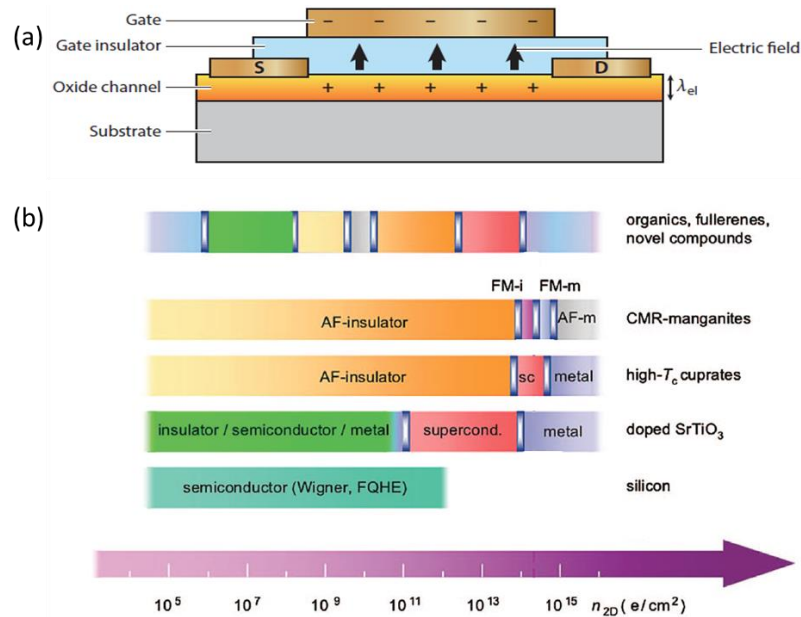 (a)
Gate
− − − − −
Gate insulator
Electric field
S
D
Oxide channel
+ + + + +
λel
Substrate
(b)
organics, fullerenes,
novel compounds
FM-i
FM-m
AF-insulator
AF-m
CMR-manganites
AF-insulator
sc
metal
high-Tc cuprates
insulator / semiconductor / metal
supercond.
metal
doped SrTiO3
semiconductor (Wigner, FQHE)
silicon
10^5 10^7 10^9 10^11 10^13 10^15 n2D (e/cm²)